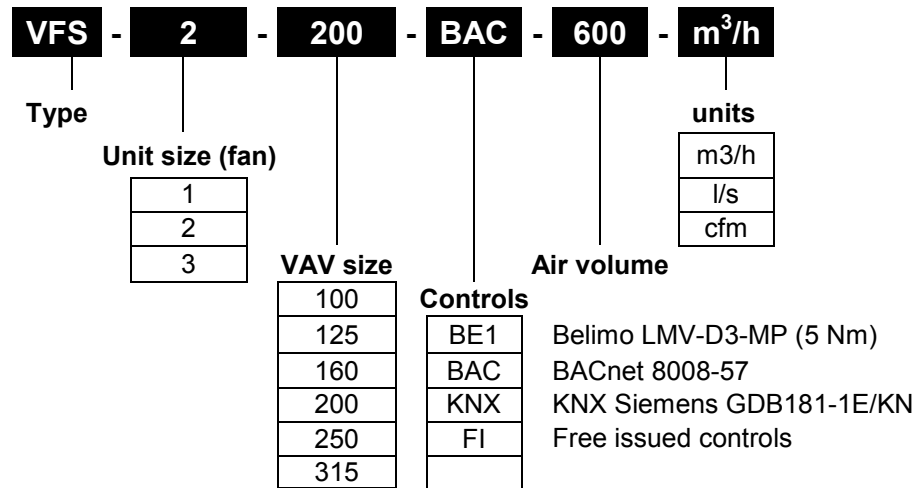 VFS - 2 - 200 - BAC - 600 - m³/h
Type
units
Unit size (fan)
m3/h
1
l/s
2
cfm
3
VAV size
Air volume
100
Controls
125
BE1 Belimo LMV-D3-MP (5 Nm)
160
BAC BACnet 8008-57
200
KNX KNX Siemens GDB181-1E/KN
250
FI Free issued controls
315